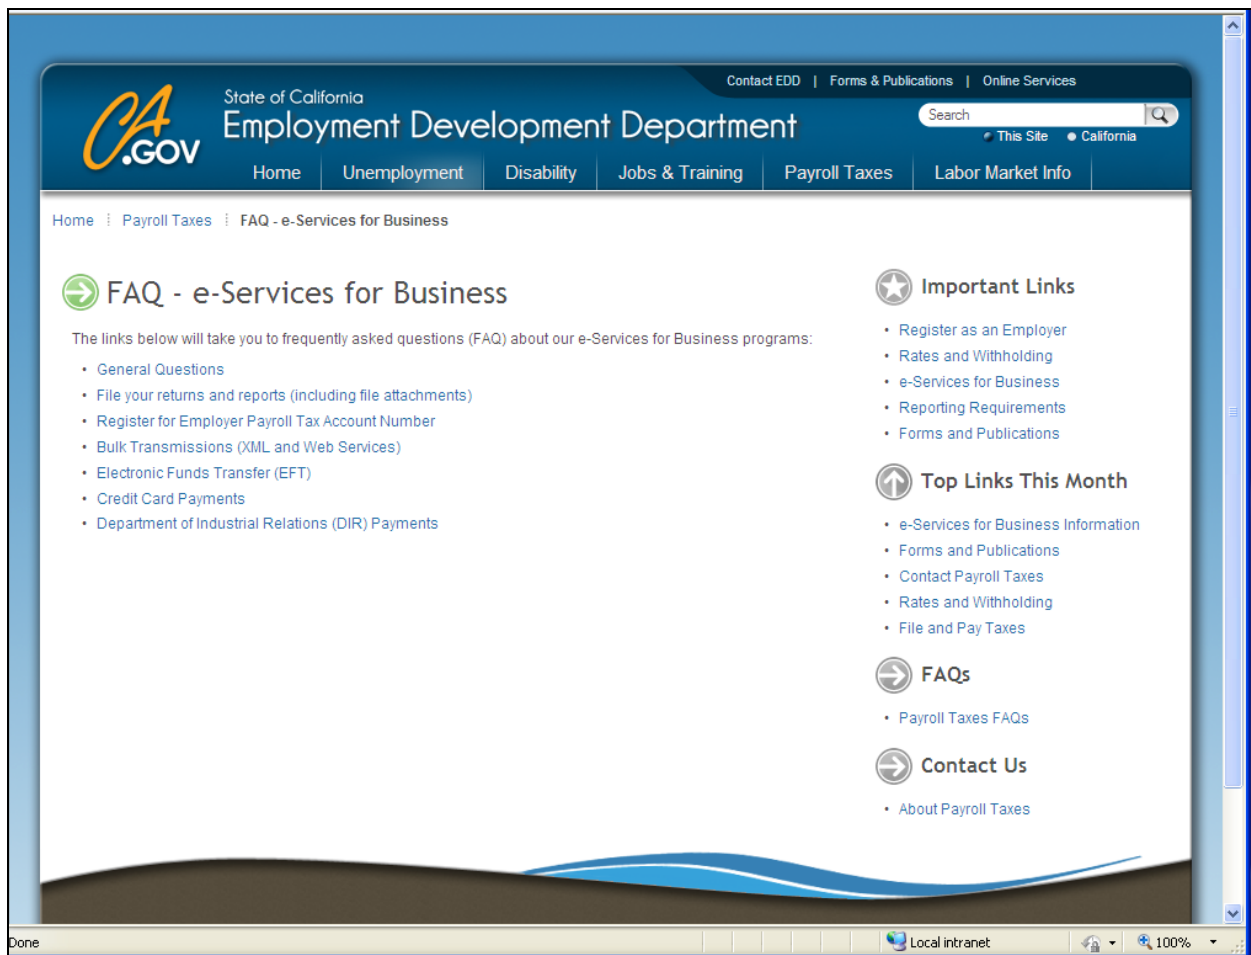 Contact EDD | Forms & Publications | Online Services
CA.GOV
State of California
Employment Development Department
Search
This Site California
Home Unemployment Disability Jobs & Training Payroll Taxes Labor Market Info
Home Payroll Taxes FAQ - e-Services for Business
FAQ - e-Services for Business
The links below will take you to frequently asked questions (FAQ) about our e-Services for Business programs:
• General Questions
• File your returns and reports (including file attachments)
• Register for Employer Payroll Tax Account Number
• Bulk Transmissions (XML and Web Services)
• Electronic Funds Transfer (EFT)
• Credit Card Payments
• Department of Industrial Relations (DIR) Payments
Important Links
• Register as an Employer
• Rates and Withholding
• e-Services for Business
• Reporting Requirements
• Forms and Publications
Top Links This Month
• e-Services for Business Information
• Forms and Publications
• Contact Payroll Taxes
• Rates and Withholding
• File and Pay Taxes
FAQs
• Payroll Taxes FAQs
Contact Us
• About Payroll Taxes
Done Local intranet 100%